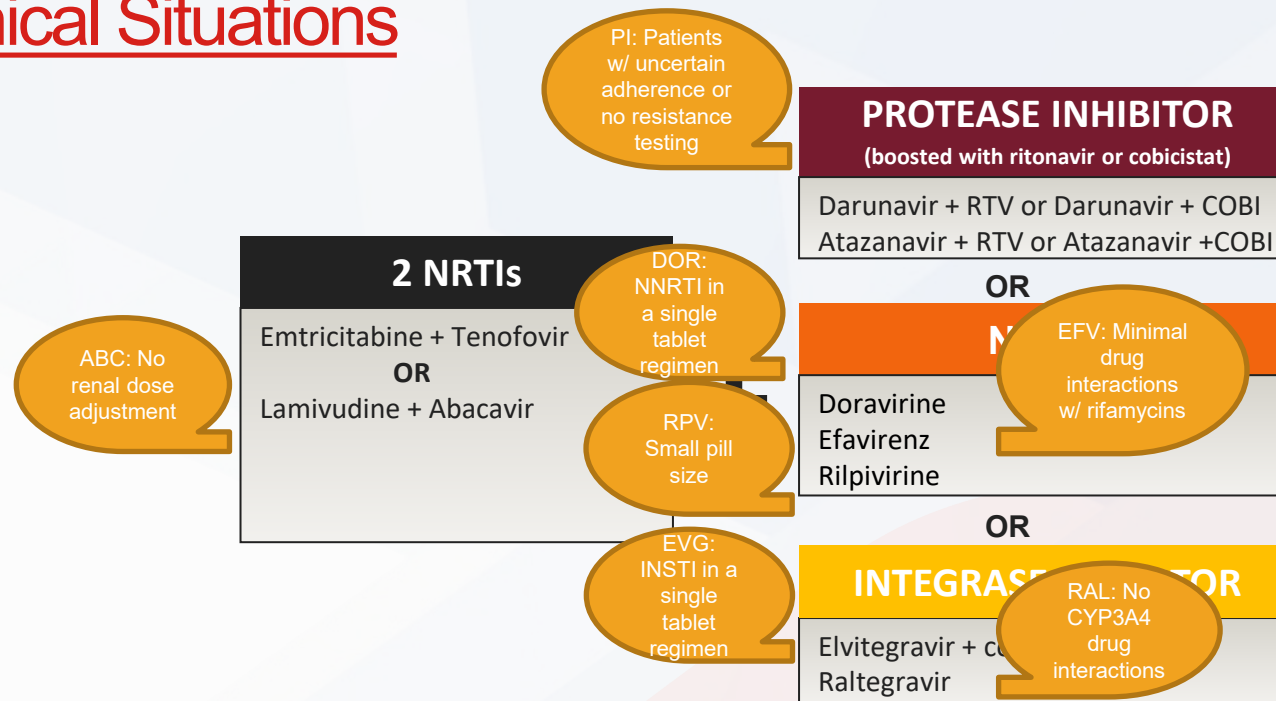 nical Situations
PI: Patients
w/ uncertain
adherence or
no resistance
testing
PROTEASE INHIBITOR
(boosted with ritonavir or cobicistat)
Darunavir + RTV or Darunavir + COBI
Atazanavir + RTV or Atazanavir +COBI
OR
2 NRTIs
Emtricitabine + Tenofovir
OR
Lamivudine + Abacavir
ABC: No
renal dose
adjustment
DOR:
NNRTI in
a single
tablet
regimen
N
EFV: Minimal
drug
interactions
w/ rifamycins
Doravirine
Efavirenz
Rilpivirine
RPV:
Small pill
size
OR
EVG:
INSTI in a
single
tablet
regimen
INTEGRAS OR
RAL: No
CYP3A4
drug
interactions
Elvitegravir + c
Raltegravir